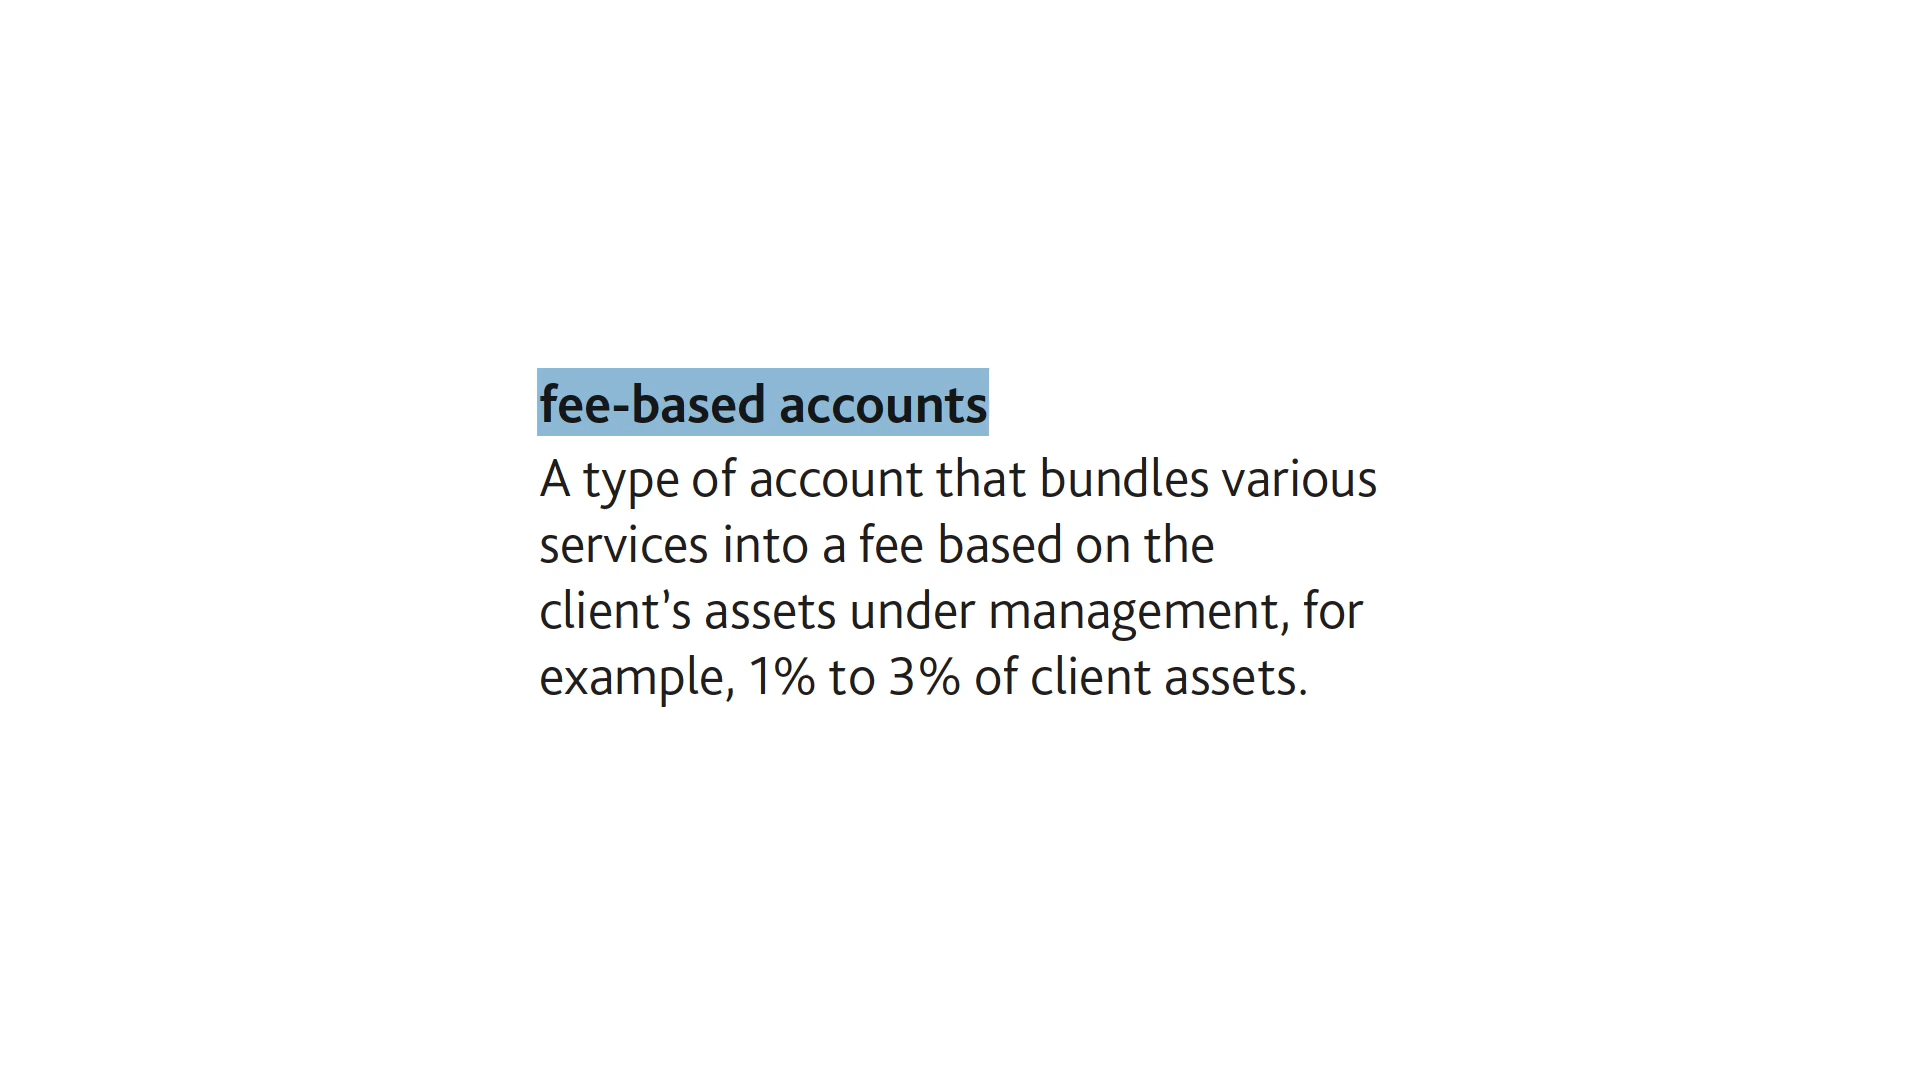 fee-based accounts
A type of account that bundles various
services into a fee based on the
client’s assets under management, for
example, 1% to 3% of client assets.